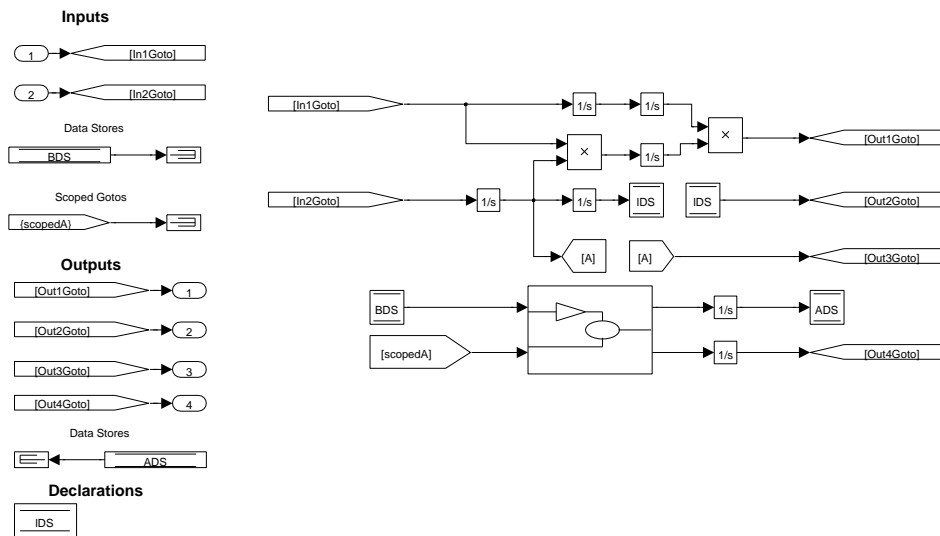 Inputs
1
[In1Goto]
2
[In2Goto]
Data Stores
BDS
Scoped Gotos
{scopedA}
Outputs
[Out1Goto]
1
[Out2Goto]
2
[Out3Goto]
3
[Out4Goto]
4
Data Stores
ADS
Declarations
IDS
[In1Goto]
1/s
1/s
×
1/s
×
[Out1Goto]
[In2Goto]
1/s
1/s
IDS
IDS
[Out2Goto]
[A]
[A]
[Out3Goto]
BDS
1/s
ADS
[scopedA]
1/s
[Out4Goto]